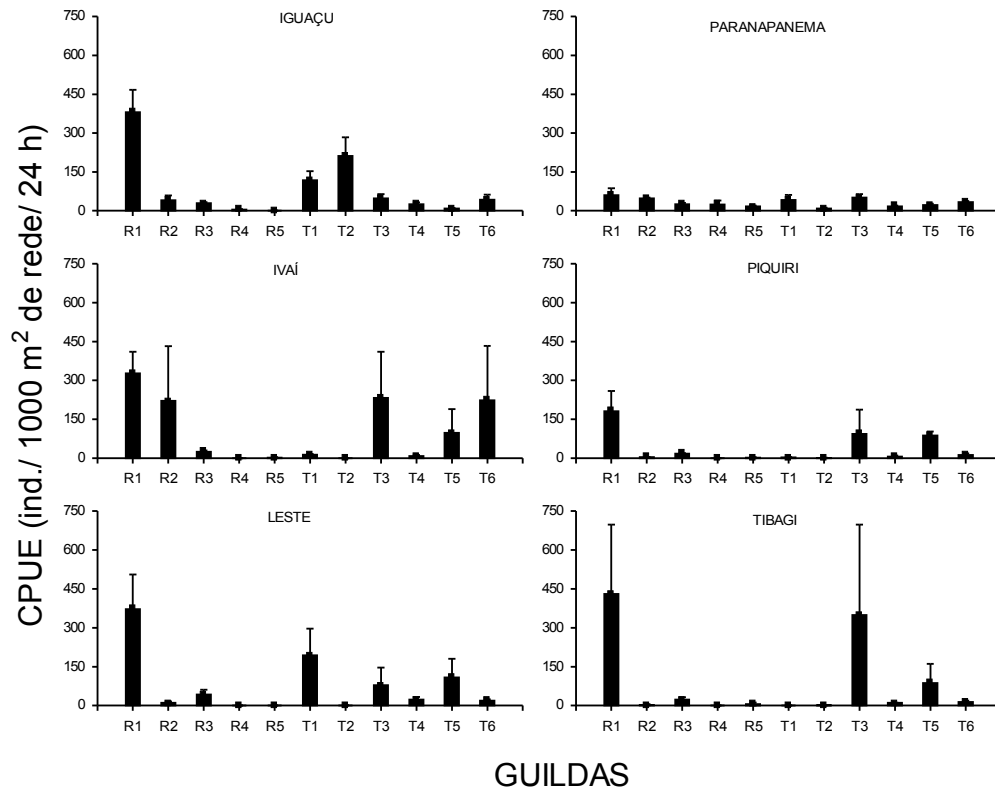 CPUE (ind./ 1000 m² de rede/ 24 h)
IGUAÇU
750
600
450
300
150
0
R1 R2 R3 R4 R5 T1 T2 T3 T4 T5 T6
PARANAPANEMA
750
600
450
300
150
0
R1 R2 R3 R4 R5 T1 T2 T3 T4 T5 T6
IVAÍ
750
600
450
300
150
0
R1 R2 R3 R4 R5 T1 T2 T3 T4 T5 T6
PIQUIRI
750
600
450
300
150
0
R1 R2 R3 R4 R5 T1 T2 T3 T4 T5 T6
LESTE
750
600
450
300
150
0
R1 R2 R3 R4 R5 T1 T2 T3 T4 T5 T6
TIBAGI
750
600
450
300
150
0
R1 R2 R3 R4 R5 T1 T2 T3 T4 T5 T6
GUILDAS